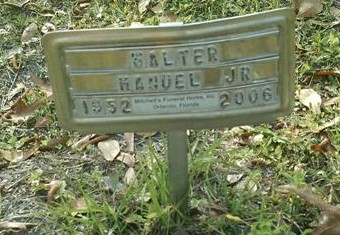 WALTER
MANUEL JR
1952 Mitchell's Funeral Home, Inc. 2006
Orlando, Florida